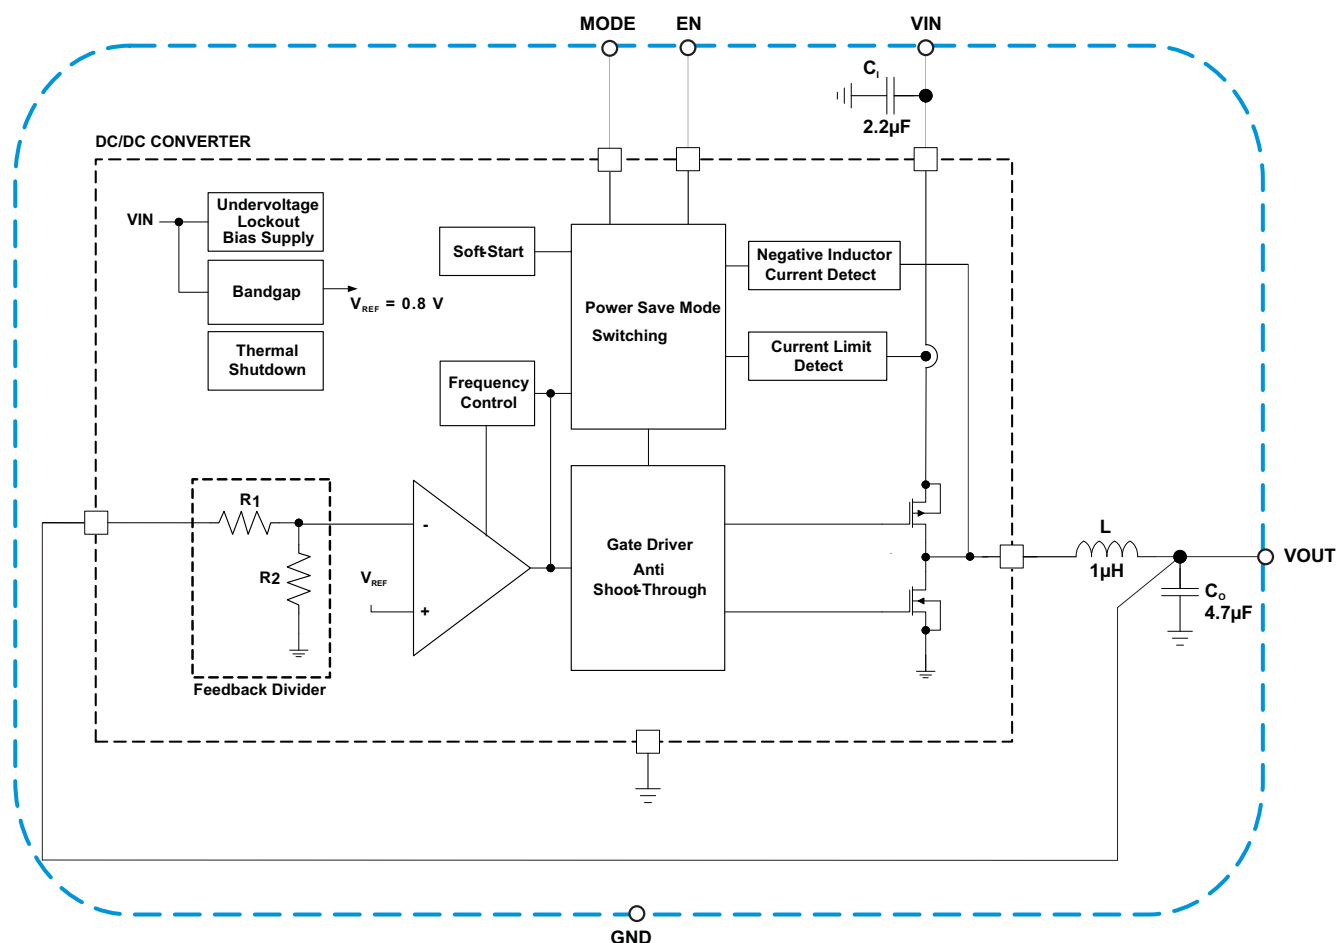 MODE
EN
VIN
CI
2.2µF
DC/DC CONVERTER
Undervoltage
Lockout
Bias Supply
VIN
Soft-Start
Negative Inductor
Current Detect
Bandgap
VREF = 0.8 V
Power Save Mode
Switching
Thermal
Shutdown
Current Limit
Detect
Frequency
Control
R1
-
Gate Driver
Anti
Shoot-Through
R2
VREF
+
L
1µH
VOUT
CO
4.7µF
Feedback Divider
GND